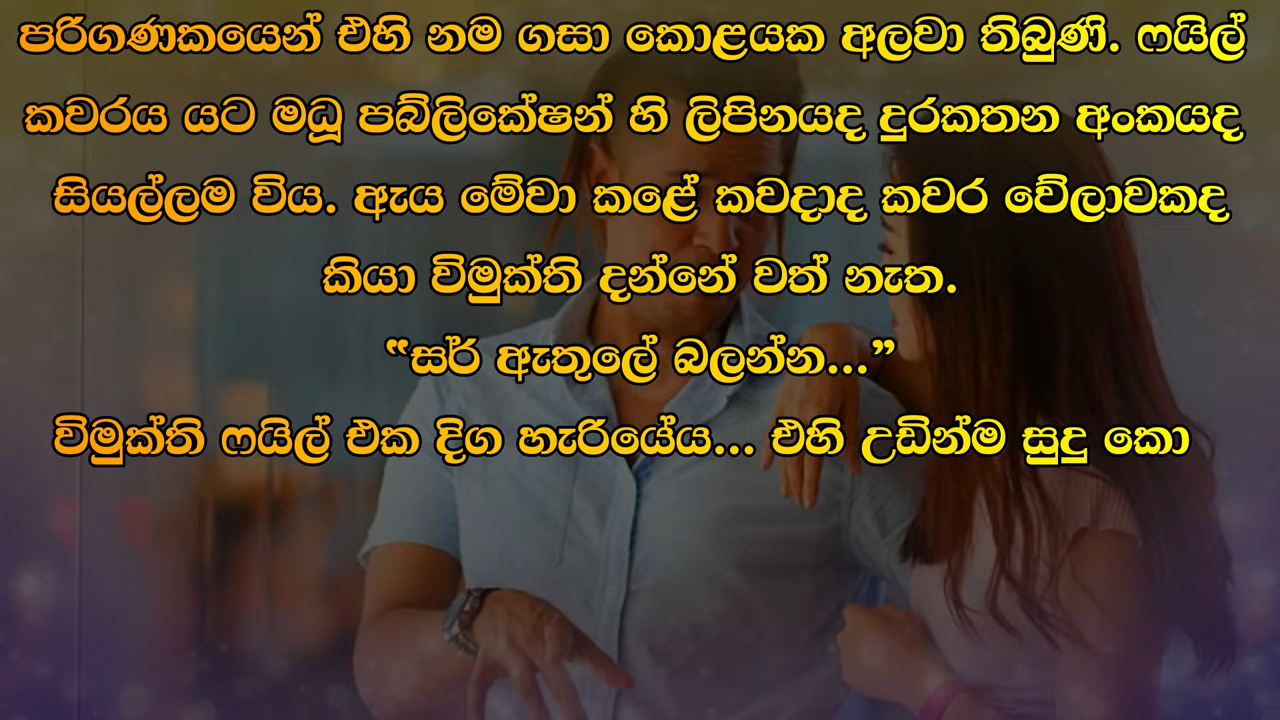 පරිගණකයෙන් එහි නම ගසා කොළයක අලවා තිබුණි. ෆයිල්
කවරය යට මධූ පබ්ලිකේෂන් හි ලිපිනයද දුරකතන අංකයද
සියල්ලම විය. ඇය මේවා කළේ කවදාද කවර වේලාවකද
කියා විමුක්ති දන්නේ වත් නැත.
“සර් ඇතුලේ බලන්න...”
විමුක්ති ෆයිල් එක දිග හැරියේය... එහි උඩින්ම සුදු කො